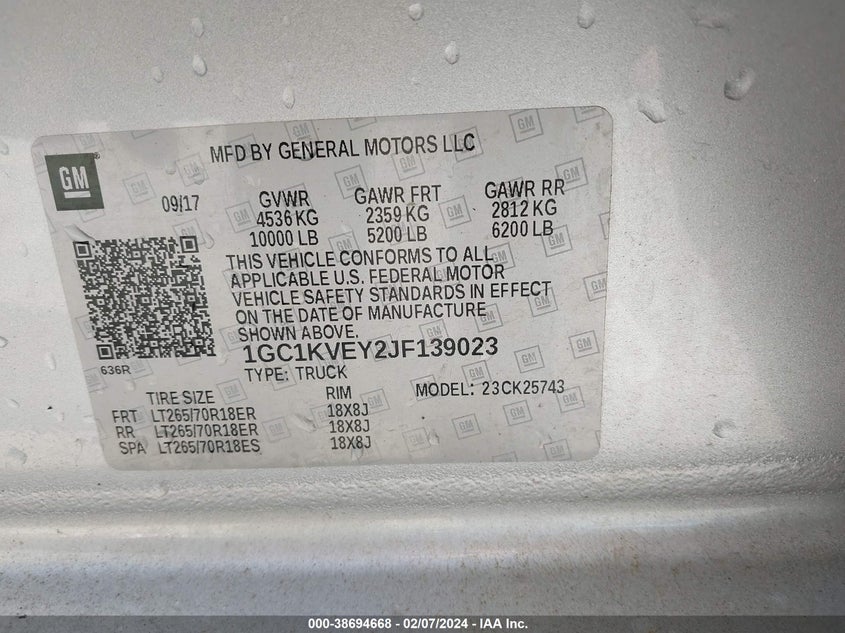 MFD BY GENERAL MOTORS LLC
GM
09/17
GVWR GAWR FRT GAWR RR
4536 KG 2359 KG 2812 KG
10000 LB 5200 LB 6200 LB
THIS VEHICLE CONFORMS TO ALL
APPLICABLE U.S. FEDERAL MOTOR
VEHICLE SAFETY STANDARDS IN EFFECT
ON THE DATE OF MANUFACTURE
SHOWN ABOVE.
1GC1KVEY2JF139023
636R
TYPE: TRUCK MODEL: 23CK25743
TIRE SIZE RIM
FRT LT265/70R18ER 18X8J
RR LT265/70R18ER 18X8J
SPA LT265/70R18ES 18X8J
000-38694668 - 02/07/2024 - IAA Inc.